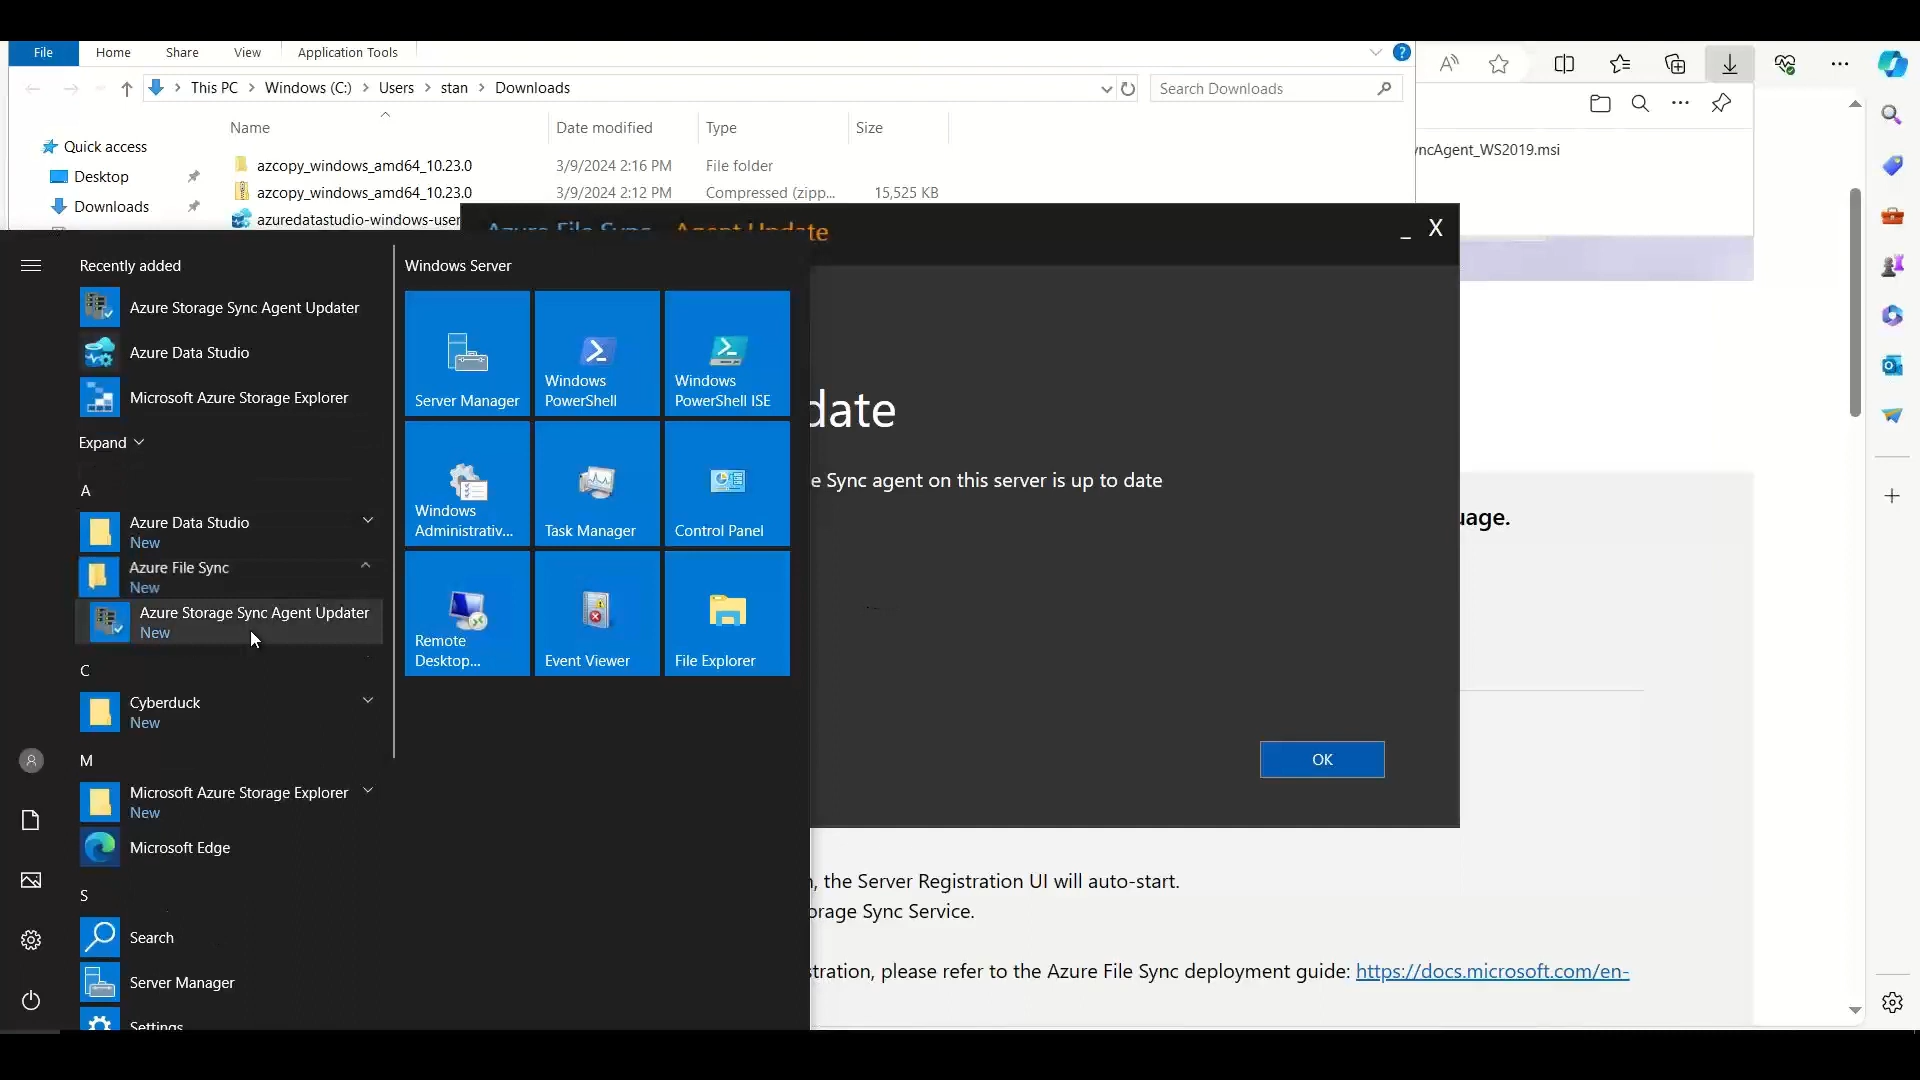 File
Home
Share
View
Application Tools
This PC
Windows (C:)
Users
stan
Downloads
Search Downloads
Name
Date modified
Type
Size
Quick access
Desktop
Downloads
azcopy_windows_amd64_10.23.0
3/9/2024 2:16 PM
File folder
azcopy_windows_amd64_10.23.0
3/9/2024 2:12 PM
Compressed (zipp...
15,525 KB
azuredatastudio-windows-user
ncAgent_WS2019.msi
Azure File Sync - Agent Update
X
date
e Sync agent on this server is up to date
OK
uage.
, the Server Registration UI will auto-start.
orage Sync Service.
stration, please refer to the Azure File Sync deployment guide: https://docs.microsoft.com/en-
Recently added
Azure Storage Sync Agent Updater
Azure Data Studio
Microsoft Azure Storage Explorer
Expand
A
Azure Data Studio
New
Azure File Sync
New
Azure Storage Sync Agent Updater
New
C
Cyberduck
New
M
Microsoft Azure Storage Explorer
New
Microsoft Edge
S
Search
Server Manager
Settings
Windows Server
Server Manager
Windows
PowerShell
Windows
PowerShell ISE
Windows
Administrativ...
Task Manager
Control Panel
Remote
Desktop...
Event Viewer
File Explorer